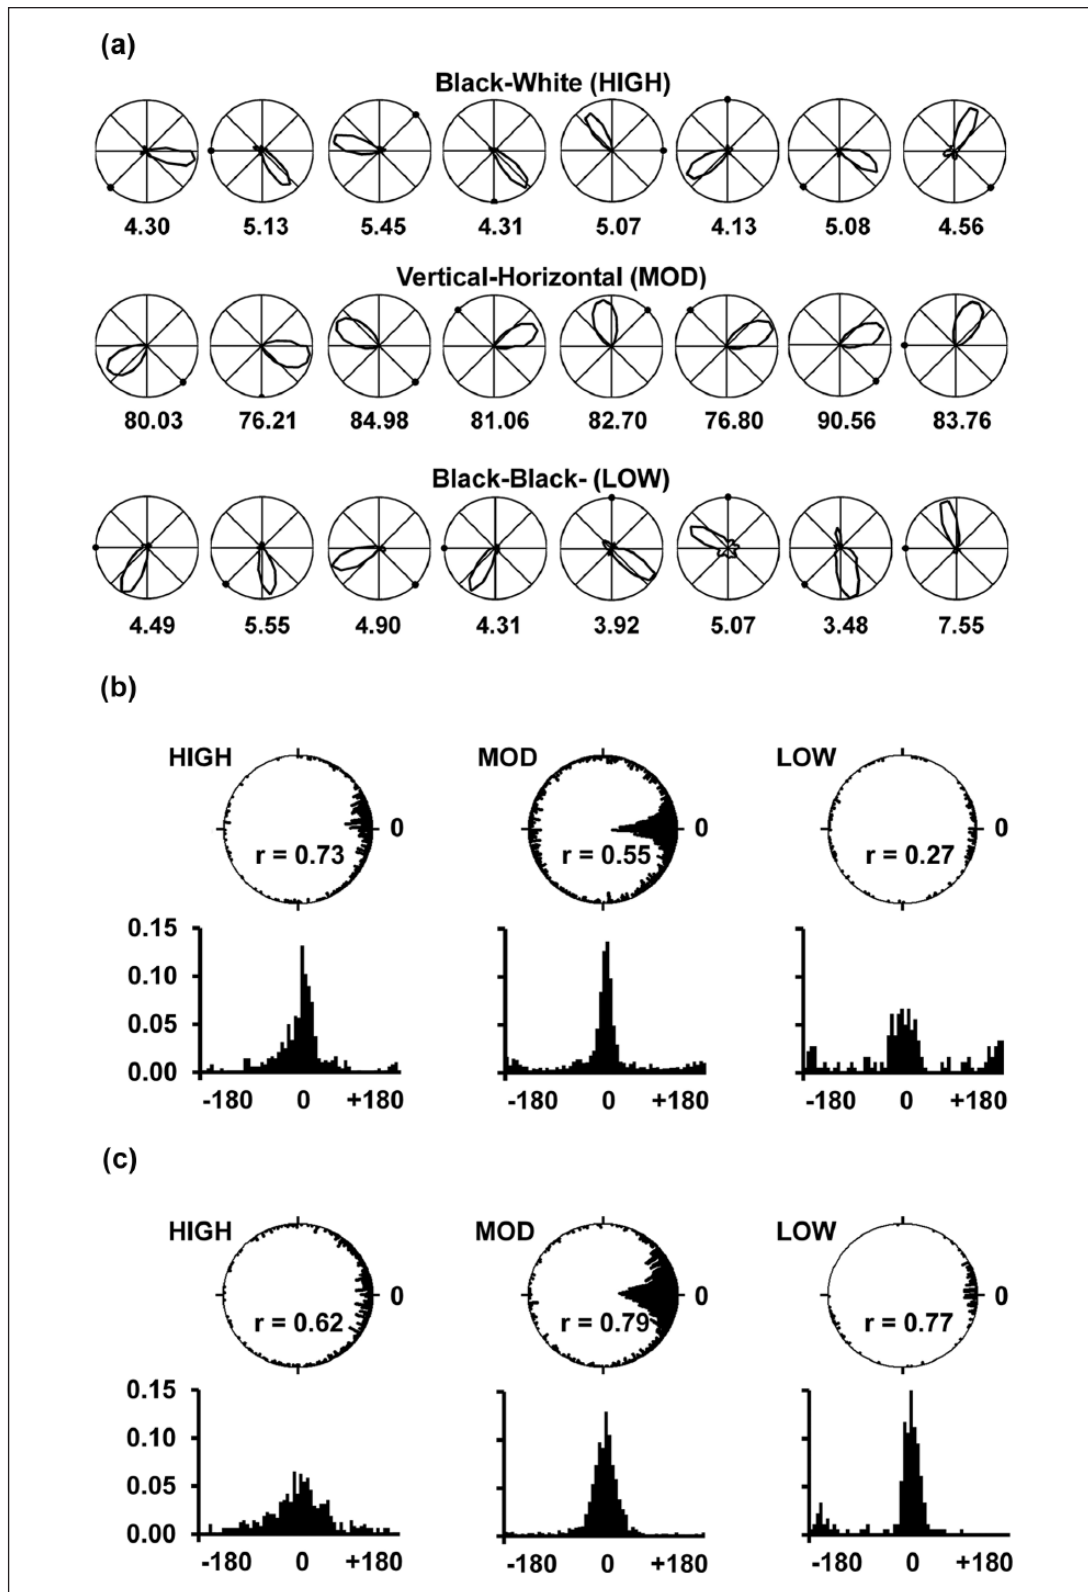 (a)
Black-White (HIGH)
4.30 5.13 5.45 4.31 5.07 4.13 5.08 4.56
Vertical-Horizontal (MOD)
80.03 76.21 84.98 81.06 82.70 76.80 90.56 83.76
Black-Black- (LOW)
4.49 5.55 4.90 4.31 3.92 5.07 3.48 7.55
(b)
HIGH MOD LOW
0 0 0
r = 0.73 r = 0.55 r = 0.27
0.15
0.10
0.05
0.00
-180 0 +180 -180 0 +180 -180 0 +180
(c)
HIGH MOD LOW
0 0 0
r = 0.62 r = 0.79 r = 0.77
0.15
0.10
0.05
0.00
-180 0 +180 -180 0 +180 -180 0 +180